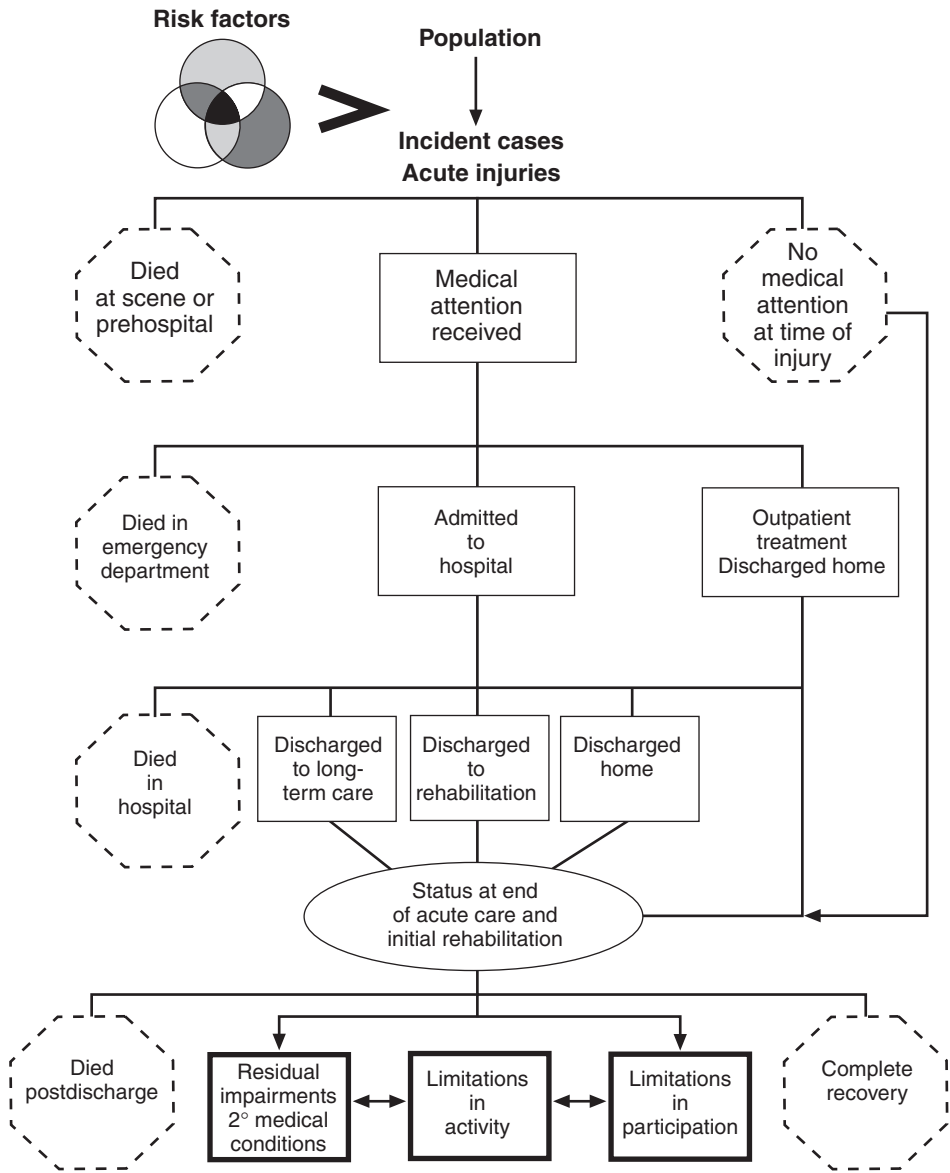 Risk factors
Population
Incident cases
Acute injuries
Died
at scene or
prehospital
Medical
attention
received
No
medical
attention
at time of
injury
Died in
emergency
department
Admitted
to
hospital
Outpatient
treatment
Discharged home
Died
in
hospital
Discharged
to long-
term care
Discharged
to
rehabilitation
Discharged
home
Status at end
of acute care and
initial rehabilitation
Died
postdischarge
Residual
impairments
2° medical
conditions
Limitations
in
activity
Limitations
in
participation
Complete
recovery